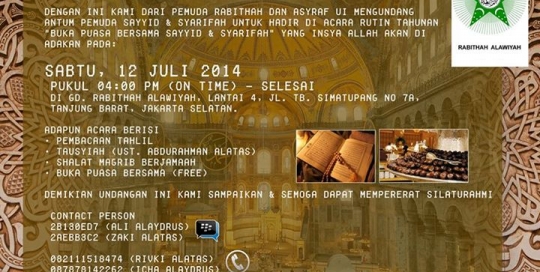 DENGAN INI KAMI DARI PEMUDA RABITHAH DAN ASYRAF UI MENGUNDANG
ANTUM PEMUDA SAYYID & SYARIFAH UNTUK HADIR DI ACARA RUTIN TAHUNAN
"BUKA PUASA BERSAMA SAYYID & SYARIFAH" YANG INSYA ALLAH AKAN DI
ADAKAN PADA:
RABITHAH ALAWIYAH
SABTU, 12 JULI 2014
PUKUL 04:00 PM (ON TIME) - SELESAI
DI GD. RABITHAH ALAWIYAH, LANTAI 4, JL. TB. SIMATUPANG NO 7A,
TANJUNG BARAT, JAKARTA SELATAN.
ADAPUN ACARA BERISI
- PEMBACAAN TAHLIL
- TAUSYIAH (UST. ABDURAHMAN ALATAS)
- SHALAT MAGRIB BERJAMAAH
- BUKA PUASA BERSAMA (FREE)
DEMIKIAN UNDANGAN INI KAMI SAMPAIKAN & SEMOGA DAPAT MEMPERERAT SILATURAHMI
CONTACT PERSON
2B130ED7 (ALI ALAYDRUS)
2AEBB3C2 (ZAKI ALATAS)
082111518474 (RIVKI ALATAS)
087878142262 (ICHA ALAYDRUS)